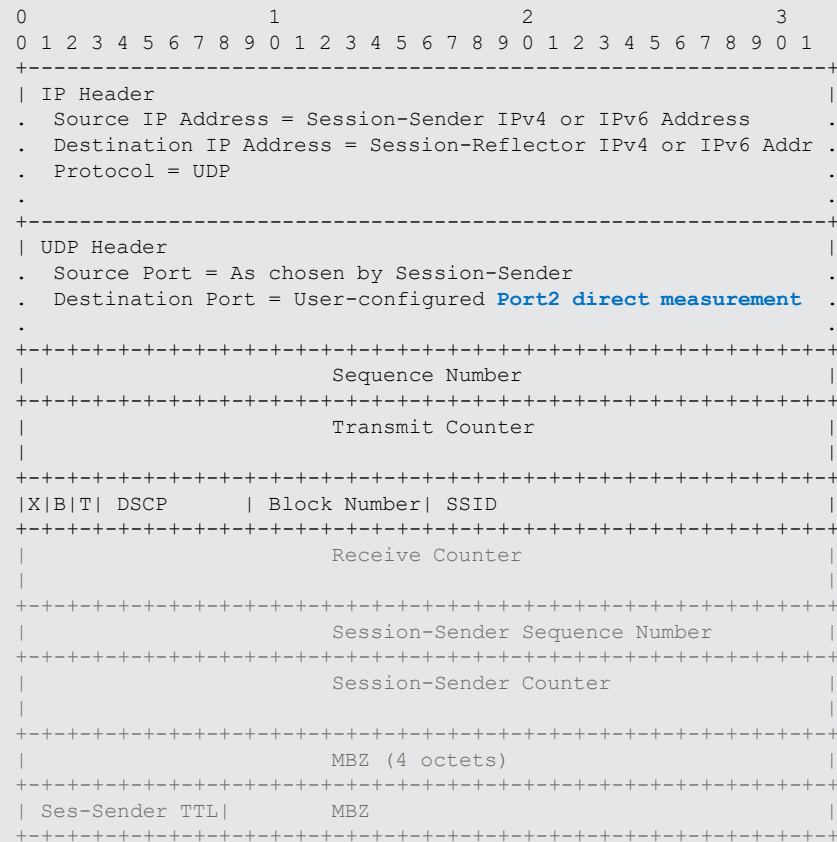 0                   1                   2                   3
0 1 2 3 4 5 6 7 8 9 0 1 2 3 4 5 6 7 8 9 0 1 2 3 4 5 6 7 8 9 0 1
+---------------------------------------------------------------+
| IP Header                                                     |
.  Source IP Address = Session-Sender IPv4 or IPv6 Address      .
.  Destination IP Address = Session-Reflector IPv4 or IPv6 Addr .
.  Protocol = UDP                                               .
.                                                               .
+---------------------------------------------------------------+
| UDP Header                                                    |
.  Source Port = As chosen by Session-Sender                    .
.  Destination Port = User-configured Port2 direct measurement  .
.                                                               .
+-+-+-+-+-+-+-+-+-+-+-+-+-+-+-+-+-+-+-+-+-+-+-+-+-+-+-+-+-+-+-+-+
|                        Sequence Number                        |
+-+-+-+-+-+-+-+-+-+-+-+-+-+-+-+-+-+-+-+-+-+-+-+-+-+-+-+-+-+-+-+-+
|                        Transmit Counter                       |
|                                                               |
+-+-+-+-+-+-+-+-+-+-+-+-+-+-+-+-+-+-+-+-+-+-+-+-+-+-+-+-+-+-+-+-+
|X|B|T| DSCP      | Block Number| SSID                          |
+-+-+-+-+-+-+-+-+-+-+-+-+-+-+-+-+-+-+-+-+-+-+-+-+-+-+-+-+-+-+-+-+
|                        Receive Counter                        |
|                                                               |
+-+-+-+-+-+-+-+-+-+-+-+-+-+-+-+-+-+-+-+-+-+-+-+-+-+-+-+-+-+-+-+-+
|                        Session-Sender Sequence Number         |
+-+-+-+-+-+-+-+-+-+-+-+-+-+-+-+-+-+-+-+-+-+-+-+-+-+-+-+-+-+-+-+-+
|                        Session-Sender Counter                 |
|                                                               |
+-+-+-+-+-+-+-+-+-+-+-+-+-+-+-+-+-+-+-+-+-+-+-+-+-+-+-+-+-+-+-+-+
|                        MBZ (4 octets)                         |
+-+-+-+-+-+-+-+-+-+-+-+-+-+-+-+-+-+-+-+-+-+-+-+-+-+-+-+-+-+-+-+-+
| Ses-Sender TTL|        MBZ                                    |
+-+-+-+-+-+-+-+-+-+-+-+-+-+-+-+-+-+-+-+-+-+-+-+-+-+-+-+-+-+-+-+-+